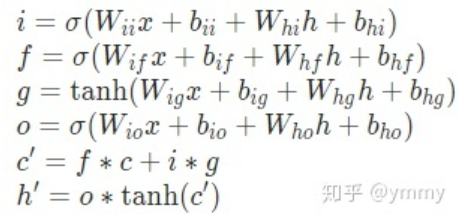 i = σ(W_{ii}x + b_{ii} + W_{hi}h + b_{hi})
f = σ(W_{if}x + b_{if} + W_{hf}h + b_{hf})
g = tanh(W_{ig}x + b_{ig} + W_{hg}h + b_{hg})
o = σ(W_{io}x + b_{io} + W_{ho}h + b_{ho})
c' = f * c + i * g
h' = o * tanh(c')
知乎 @ymmy